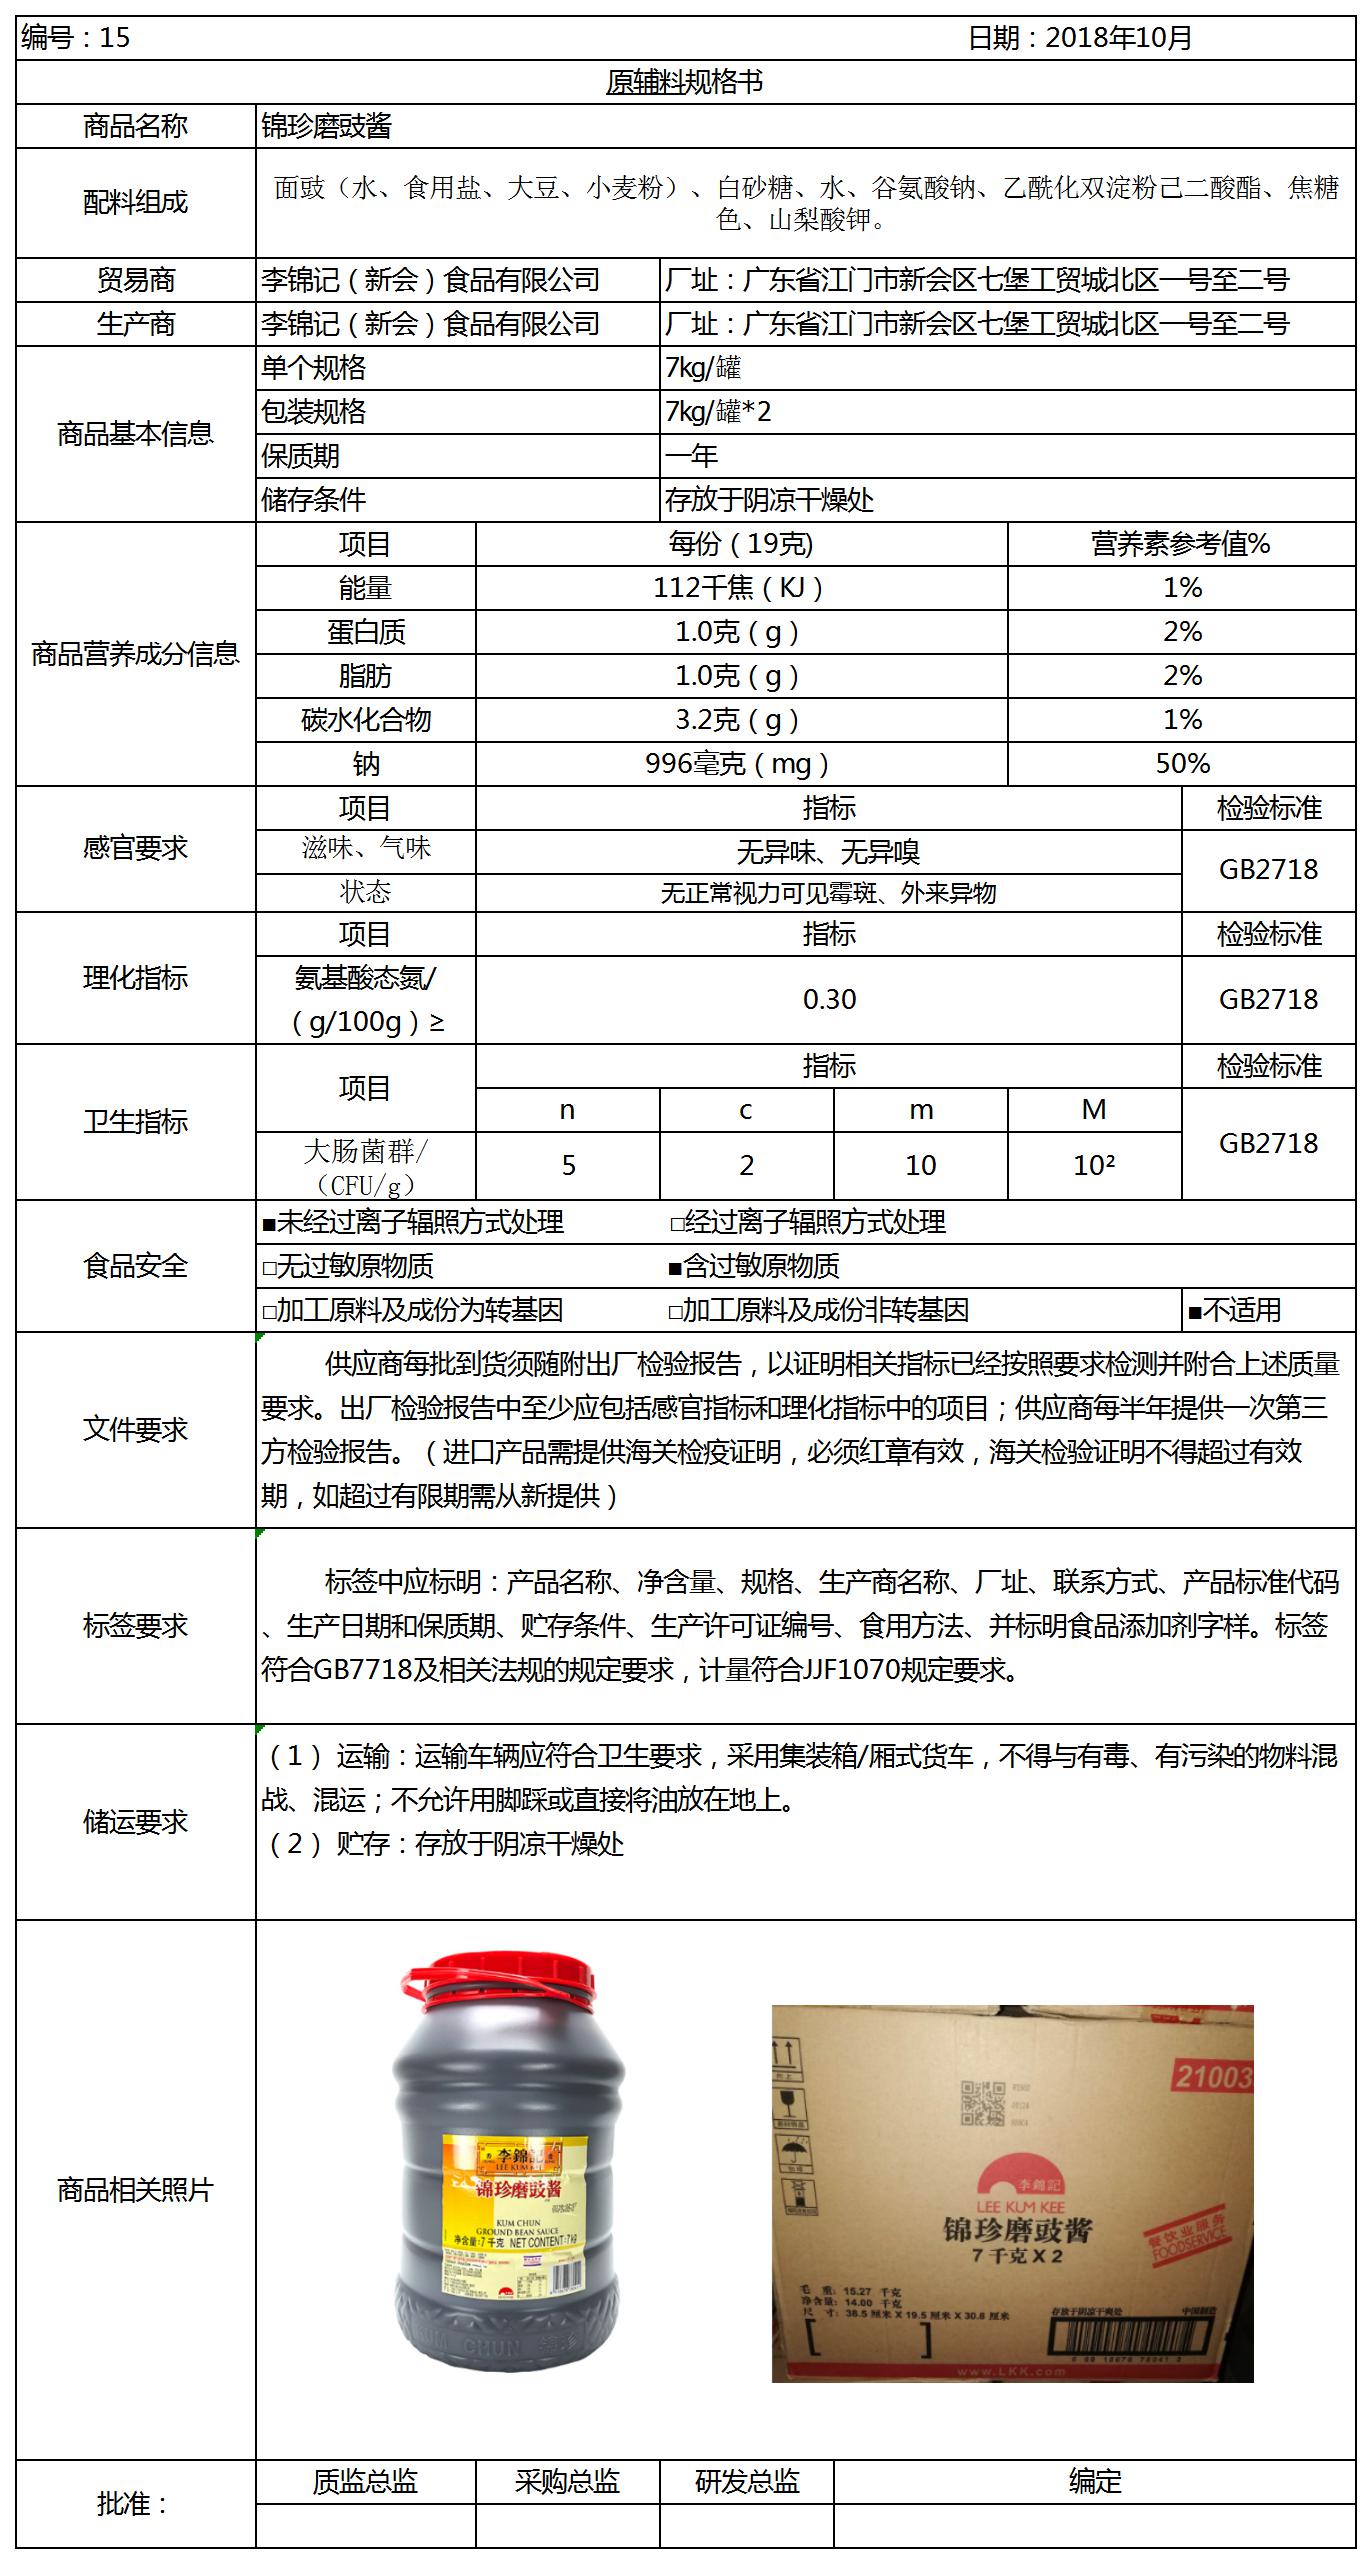 编号：15 日期：2018年10月
原辅料规格书
商品名称 锦珍磨豉酱
配料组成 面豉（水、食用盐、大豆、小麦粉）、白砂糖、水、谷氨酸钠、乙酰化双淀粉己二酸酯、焦糖
色、山梨酸钾。
贸易商 李锦记（新会）食品有限公司 厂址：广东省江门市新会区七堡工贸城北区一号至二号
生产商 李锦记（新会）食品有限公司 厂址：广东省江门市新会区七堡工贸城北区一号至二号
商品基本信息
单个规格 7kg/罐
包装规格 7kg/罐*2
保质期 一年
储存条件 存放于阴凉干燥处
商品营养成分信息
项目 每份（19克) 营养素参考值%
能量 112千焦（KJ） 1%
蛋白质 1.0克（g） 2%
脂肪 1.0克（g） 2%
碳水化合物 3.2克（g） 1%
钠 996毫克（mg） 50%
感官要求
项目 指标 检验标准
滋味、气味 无异味、无异嗅 GB2718
状态 无正常视力可见霉斑、外来异物
理化指标
项目 指标 检验标准
氨基酸态氮/
（g/100g）≥ 0.30 GB2718
卫生指标
项目 指标 检验标准
n c m M GB2718
大肠菌群/
（CFU/g） 5 2 10 10²
食品安全
■未经过离子辐照方式处理 □经过离子辐照方式处理
□无过敏原物质 ■含过敏原物质
□加工原料及成份为转基因 □加工原料及成份非转基因 ■不适用
文件要求
供应商每批到货须随附出厂检验报告，以证明相关指标已经按照要求检测并附合上述质量
要求。出厂检验报告中至少应包括感官指标和理化指标中的项目；供应商每半年提供一次第三
方检验报告。（进口产品需提供海关检疫证明，必须红章有效，海关检验证明不得超过有效
期，如超过有限期需从新提供）
标签要求
标签中应标明：产品名称、净含量、规格、生产商名称、厂址、联系方式、产品标准代码
、生产日期和保质期、贮存条件、生产许可证编号、食用方法、并标明食品添加剂字样。标签
符合GB7718及相关法规的规定要求，计量符合JJF1070规定要求。
储运要求
（1） 运输：运输车辆应符合卫生要求，采用集装箱/厢式货车，不得与有毒、有污染的物料混
战、混运；不允许用脚踩或直接将油放在地上。
（2） 贮存：存放于阴凉干燥处
商品相关照片
李錦記
LEE KUM KEE
锦珍磨豉酱
KUM CHUN
GROUND BEAN SAUCE
净含量:7千克 NET CONTENT:7kg
KUM CHUN 锦珍
21003
李錦記
LEE KUM KEE
锦珍磨豉酱
7 千克 X 2
餐饮业服务
FOODSERVICE
毛 重: 15.27 千克
净含量: 14.00 千克
尺 寸: 38.5 厘米 X 19.5 厘米 X 30.8 厘米
存放于阴凉干爽处 中国制造
www.LKK.com
批准：
质监总监 采购总监 研发总监 编定